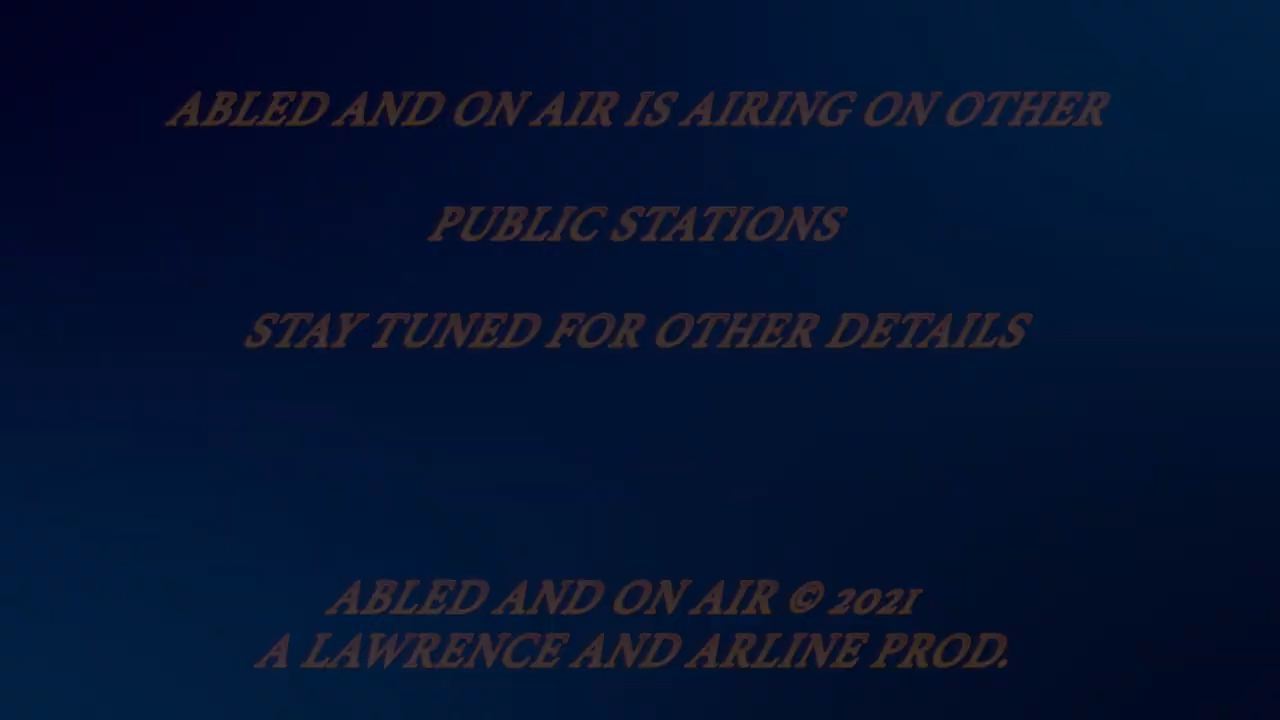 ABLED AND ON AIR IS AIRING ON OTHER
PUBLIC STATIONS
STAY TUNED FOR OTHER DETAILS
ABLED AND ON AIR © 2021
A LAWRENCE AND ARLINE PROD.